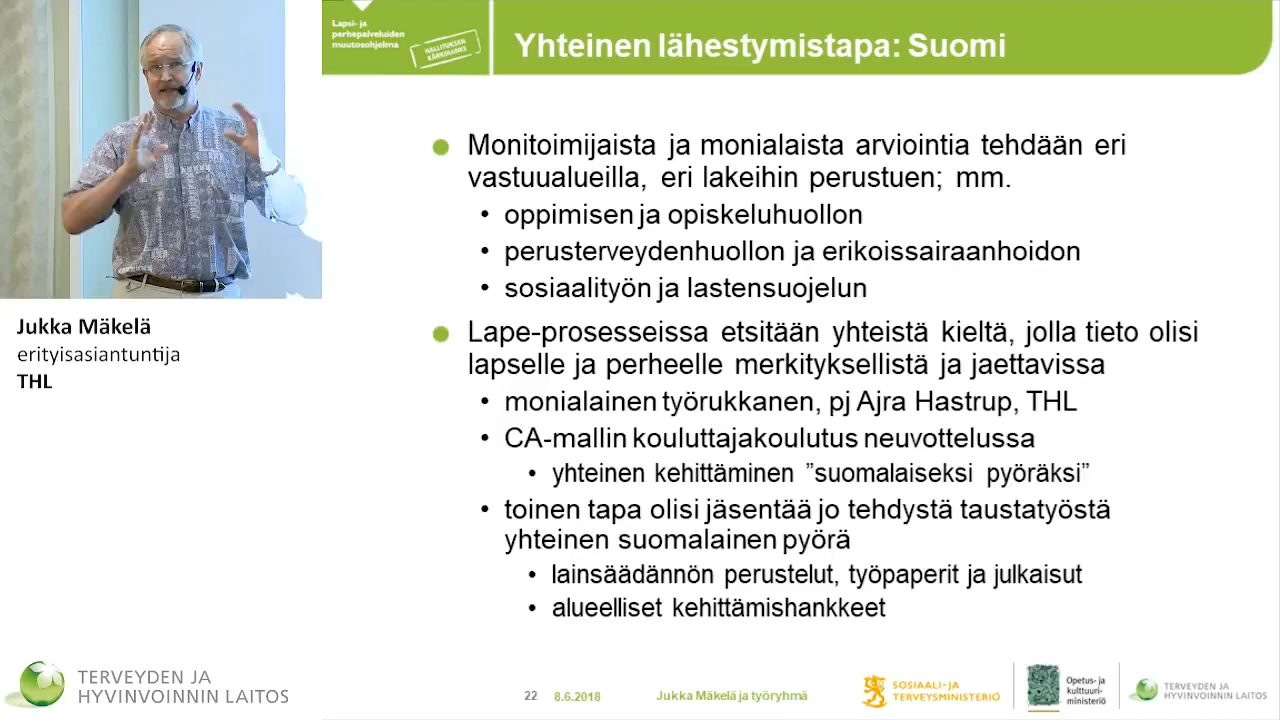 Lapsi- ja
perhepalveluiden
muutosohjelma
HALLITUKSEN
KÄRKIHANKE
Yhteinen lähestymistapa: Suomi
Monitoimijaista ja monialaista arviointia tehdään eri
vastuualueilla, eri lakeihin perustuen; mm.
• oppimisen ja opiskeluhuollon
• perusterveydenhuollon ja erikoissairaanhoidon
• sosiaalityön ja lastensuojelun
Lape-prosesseissa etsitään yhteistä kieltä, jolla tieto olisi
lapselle ja perheelle merkityksellistä ja jaettavissa
• monialainen työrukkanen, pj Ajra Hastrup, THL
• CA-mallin kouluttajakoulutus neuvottelussa
• yhteinen kehittäminen ”suomalaiseksi pyöräksi”
• toinen tapa olisi jäsentää jo tehdystä taustatyöstä
yhteinen suomalainen pyörä
• lainsäädännön perustelut, työpaperit ja julkaisut
• alueelliset kehittämishankkeet
Jukka Mäkelä
erityisasiantuntija
THL
TERVEYDEN JA
HYVINVOINNIN LAITOS
22 8.6.2018 Jukka Mäkelä ja työryhmä
SOSIAALI- JA
TERVEYSMINISTERIÖ
Opetus- ja
kulttuuri-
ministeriö
TERVEYDEN JA
HYVINVOINNIN LAITOS